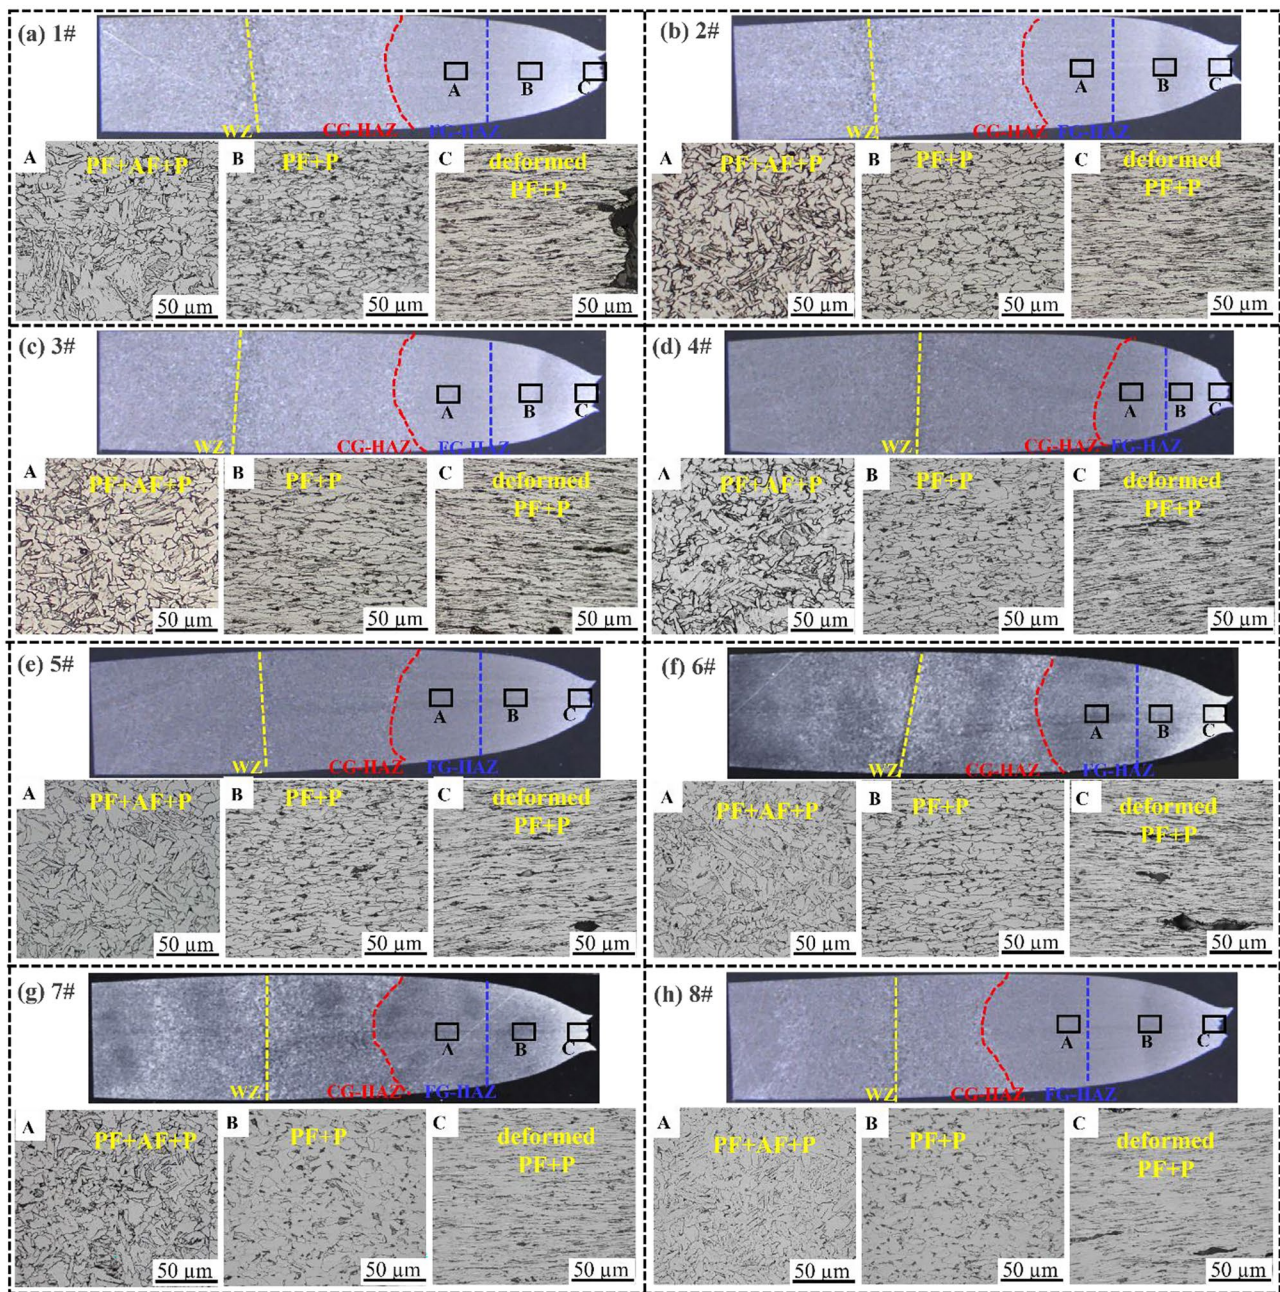 (a) 1#
A
B
C
WZ
CG-HAZ
FG-HAZ
A
PF+AF+P
50 µm
B
PF+P
50 µm
C
deformed
PF+P
50 µm
(b) 2#
A
B
C
WZ
CG-HAZ
FG-HAZ
A
PF+AF+P
50 µm
B
PF+P
50 µm
C
deformed
PF+P
50 µm
(c) 3#
A
B
C
WZ
CG-HAZ
FG-HAZ
A
PF+AF+P
50 µm
B
PF+P
50 µm
C
deformed
PF+P
50 µm
(d) 4#
A
B
C
WZ
CG-HAZ
FG-HAZ
A
PF+AF+P
50 µm
B
PF+P
50 µm
C
deformed
PF+P
50 µm
(e) 5#
A
B
C
WZ
CG-HAZ
FG-HAZ
A
PF+AF+P
50 µm
B
PF+P
50 µm
C
deformed
PF+P
50 µm
(f) 6#
A
B
C
WZ
CG-HAZ
FG-HAZ
A
PF+AF+P
50 µm
B
PF+P
50 µm
C
deformed
PF+P
50 µm
(g) 7#
A
B
C
WZ
CG-HAZ
FG-HAZ
A
PF+AF+P
50 µm
B
PF+P
50 µm
C
deformed
PF+P
50 µm
(h) 8#
A
B
C
WZ
CG-HAZ
FG-HAZ
A
PF+AF+P
50 µm
B
PF+P
50 µm
C
deformed
PF+P
50 µm